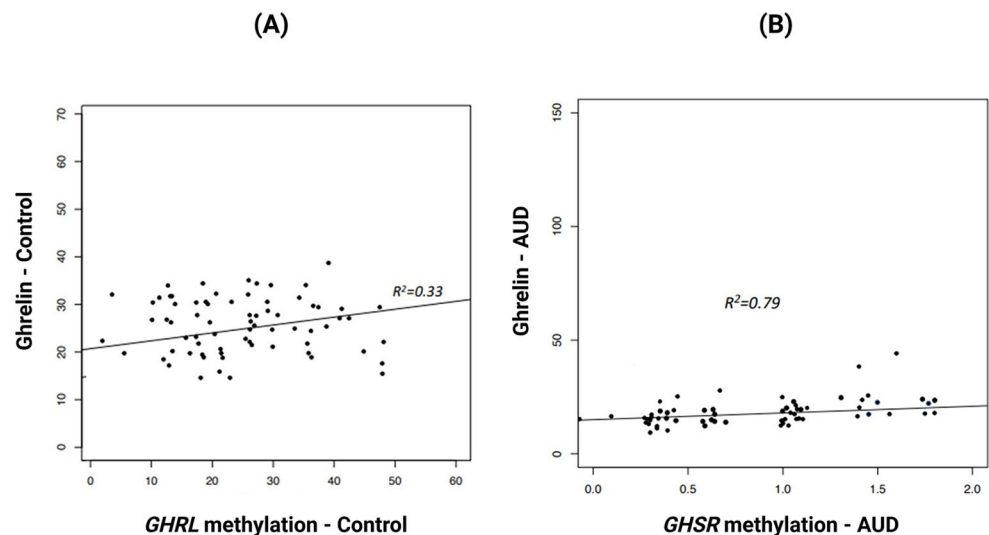 (A)
(B)
Ghrelin - Control
70
60
50
40
30
20
10
0
R²=0.33
0 10 20 30 40 50 60
GHRL methylation - Control
Ghrelin - AUD
150
100
50
0
R²=0.79
0.0 0.5 1.0 1.5 2.0
GHSR methylation - AUD